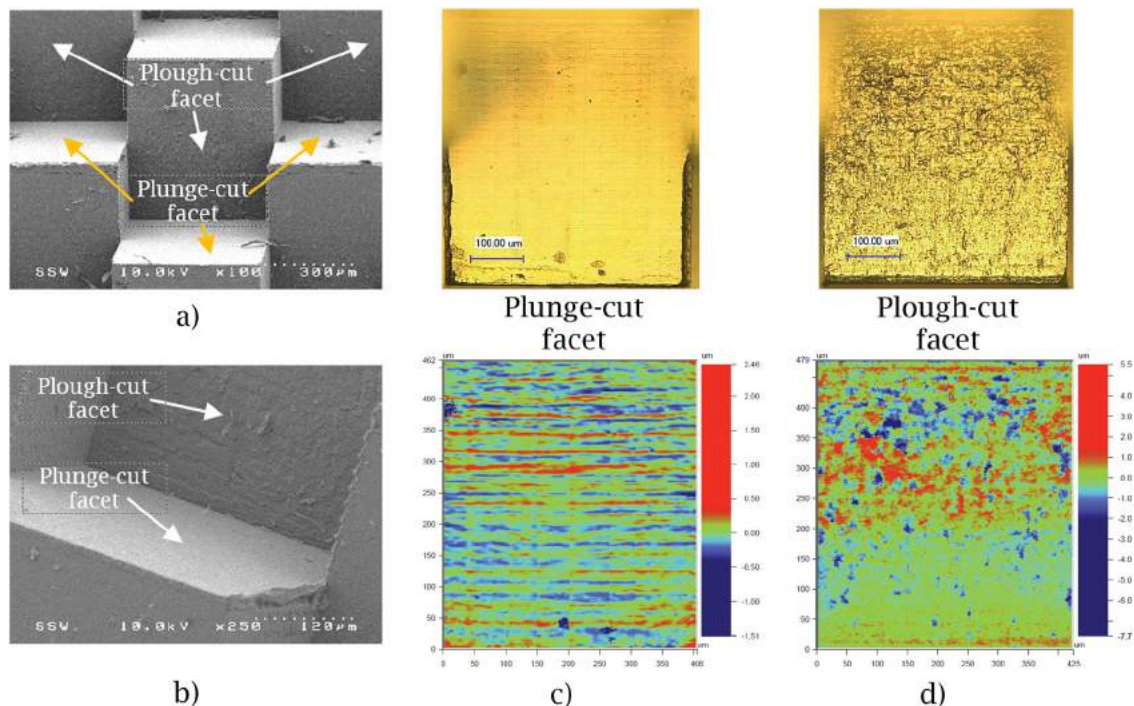 Plough-cut
facet
Plunge-cut
facet
SSW 10.0kV x100 300µm
a)
100.00 um
Plunge-cut
facet
100.00 um
Plough-cut
facet
Plough-cut
facet
Plunge-cut
facet
SSW 10.0kV x250 120µm
b)
um
462
400
350
300
250
200
150
100
50
0
0 50 100 150 200 250 300 350
um
um
2.00
1.00
0.50
0.00
-0.50
-1.00
-1.51
c)
um
479
400
350
300
250
200
150
100
50
0
0 50 100 150 200 250 300 350 425
um
um
5.5
4.0
3.0
2.0
1.0
0.0
-1.0
-2.0
-3.0
-4.0
-5.0
-6.0
-7.7
d)